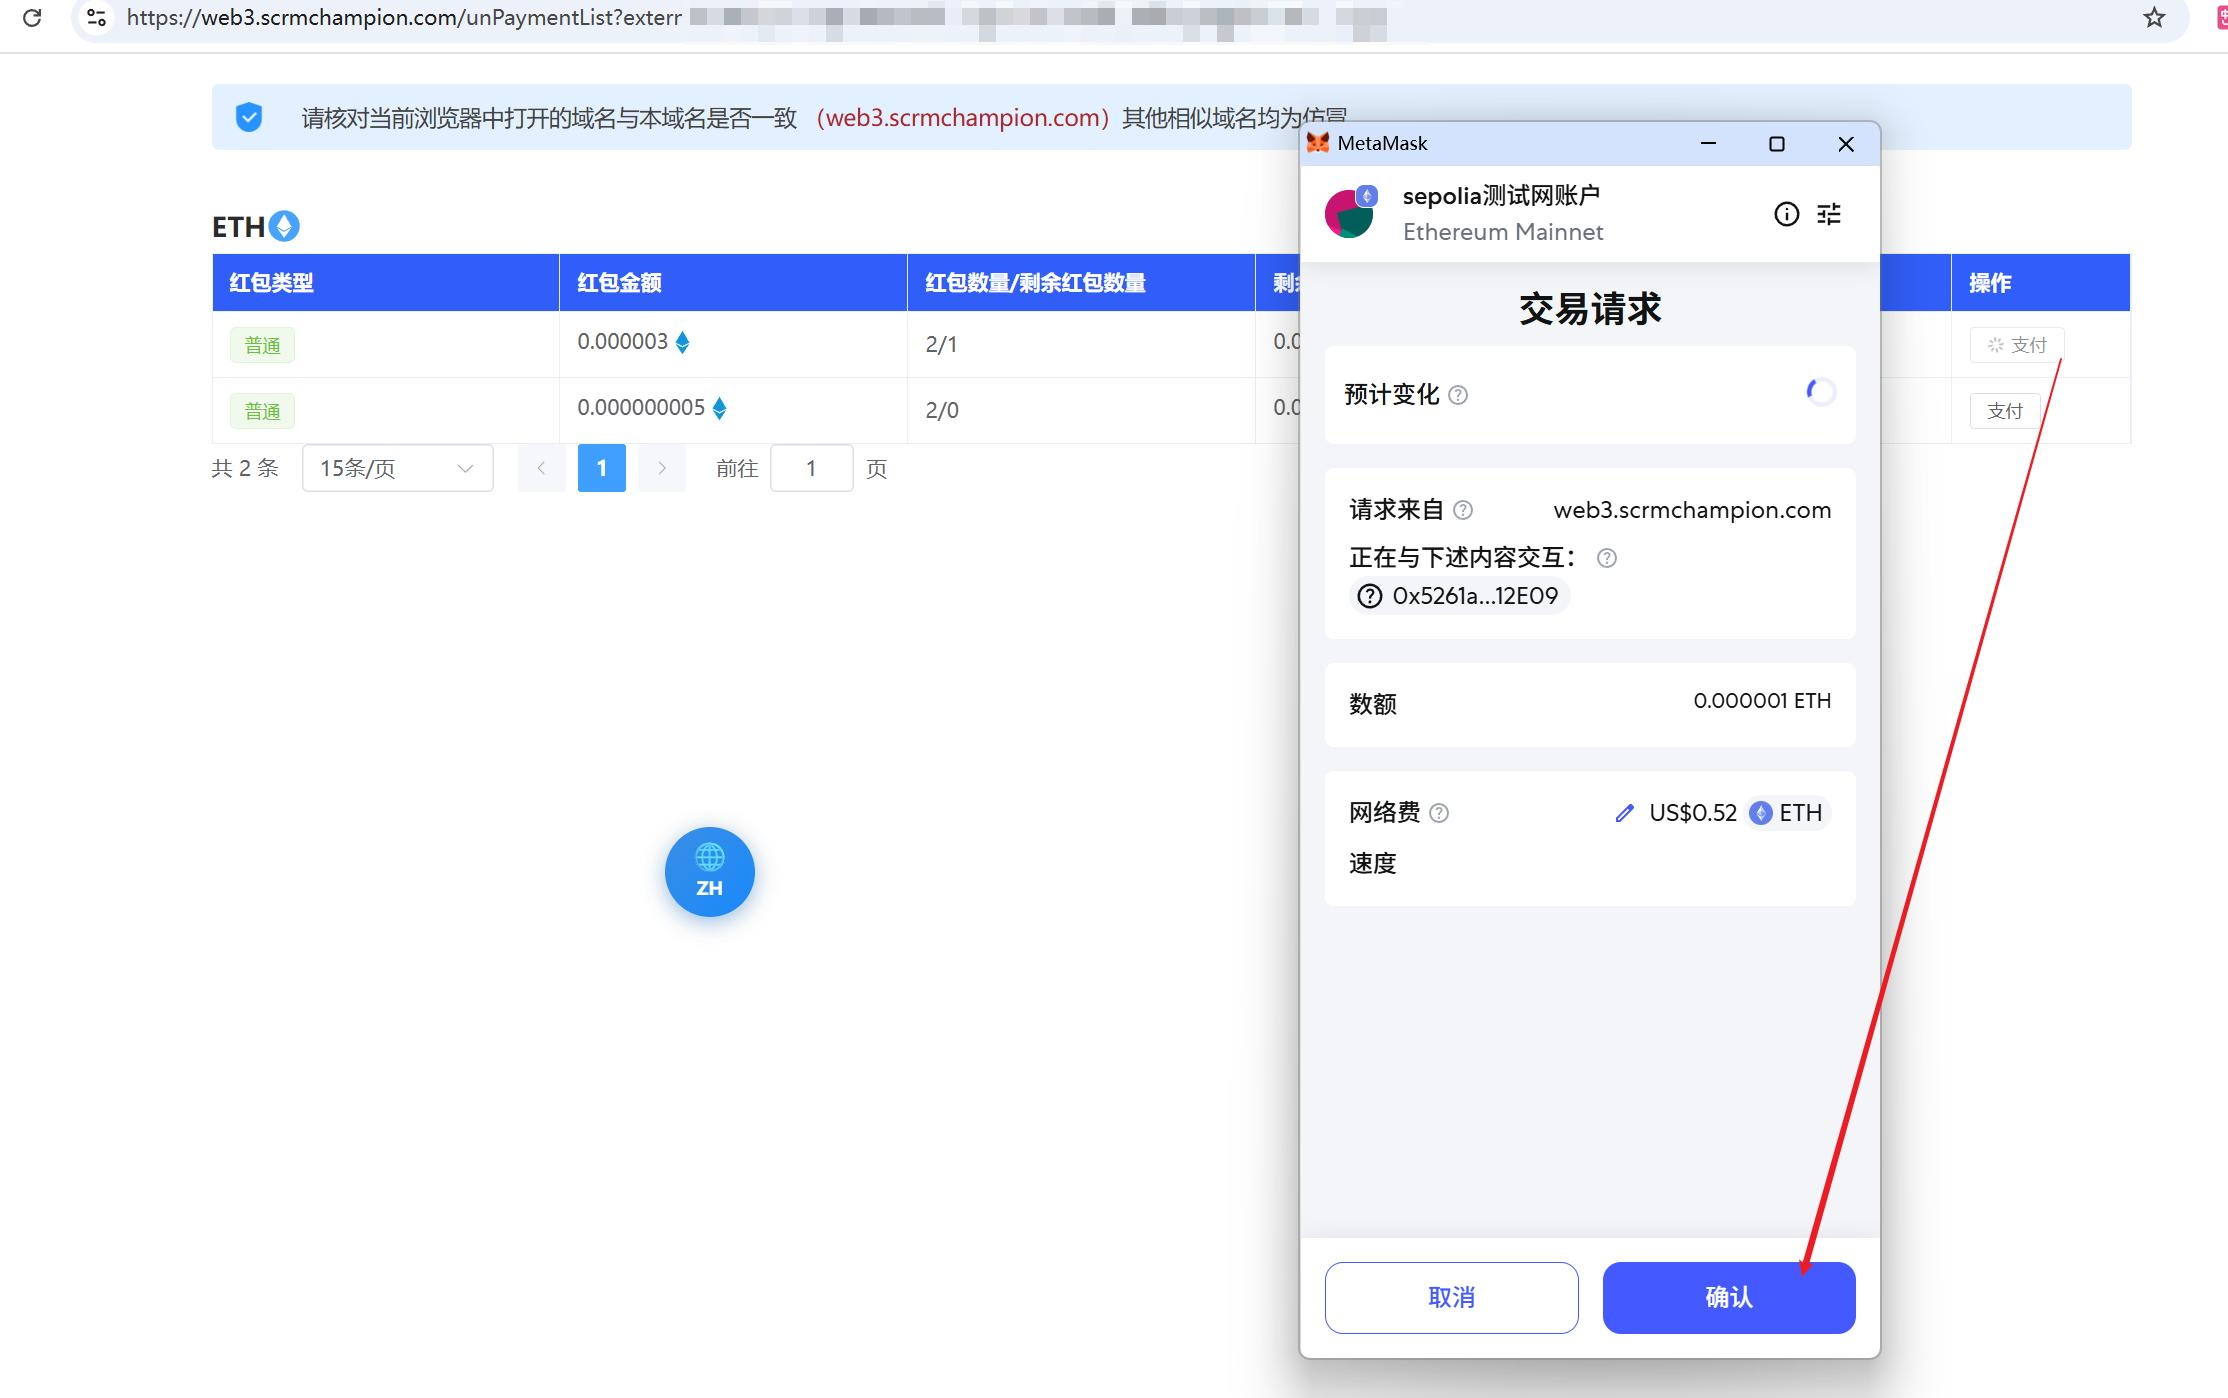 https://web3.scrmchampion.com/unPaymentList?extern
请核对当前浏览器中打开的域名与本域名是否一致 （web3.scrmchampion.com）其他相似域名均为仿冒
ETH
红包类型 红包金额 红包数量/剩余红包数量 操作
普通 0.000003 2/1 0.0 支付
普通 0.000000005 2/0 0.0 支付
共 2 条 15条/页 1 前往 1 页
ZH
MetaMask
sepolia测试网账户
Ethereum Mainnet
交易请求
预计变化
请求来自 web3.scrmchampion.com
正在与下述内容交互：
0x5261a...12E09
数额 0.000001 ETH
网络费 US$0.52 ETH
速度
取消 确认